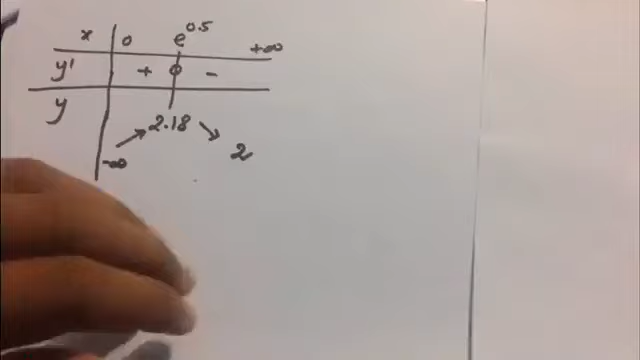 x 0 e^0.5 +∞
y' + 0 -
y 2.18
-∞ 2